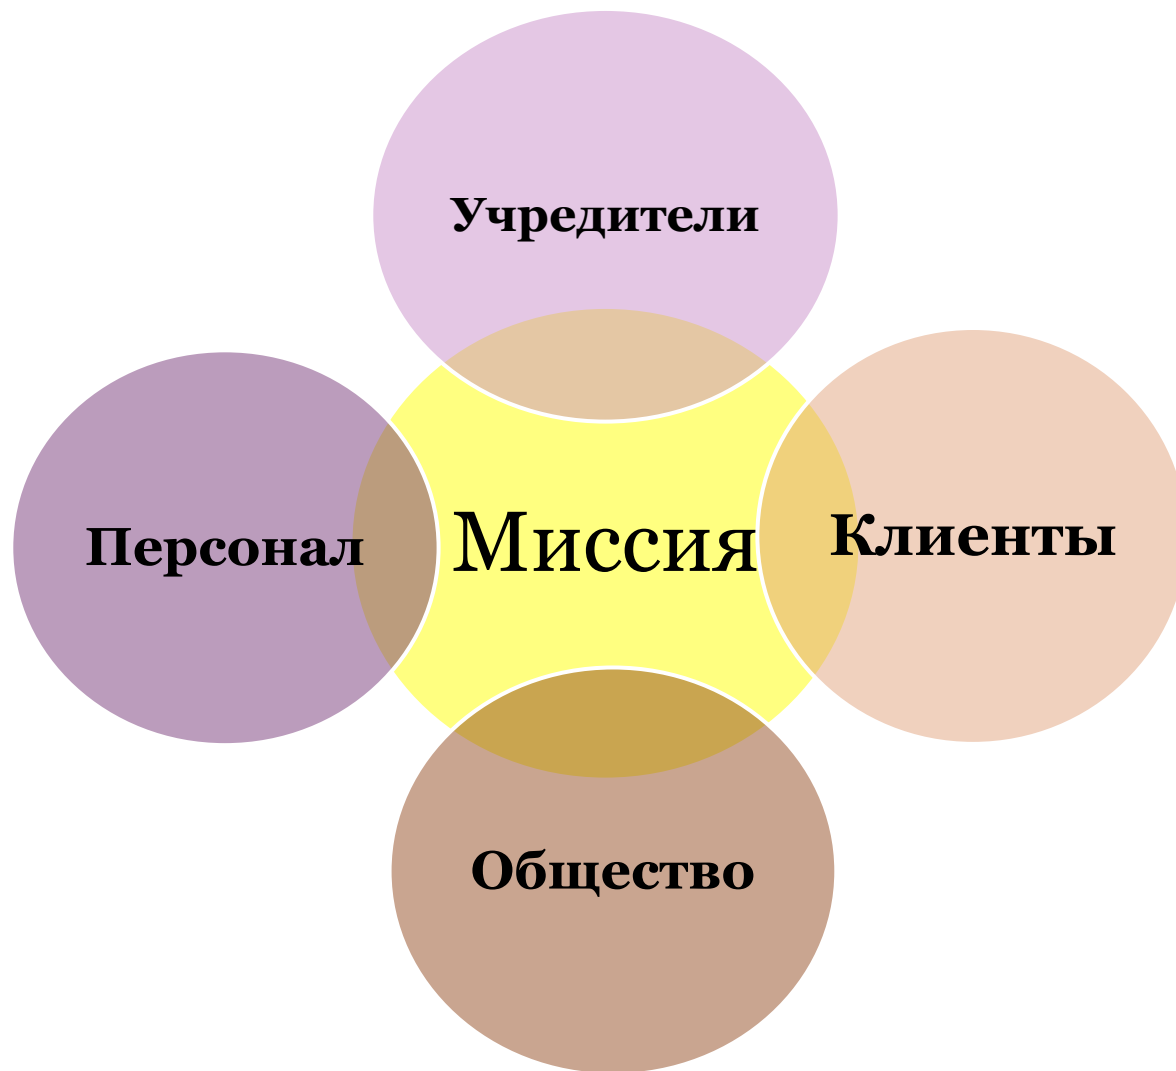 Учредители
Персонал
Миссия
Клиенты
Общество